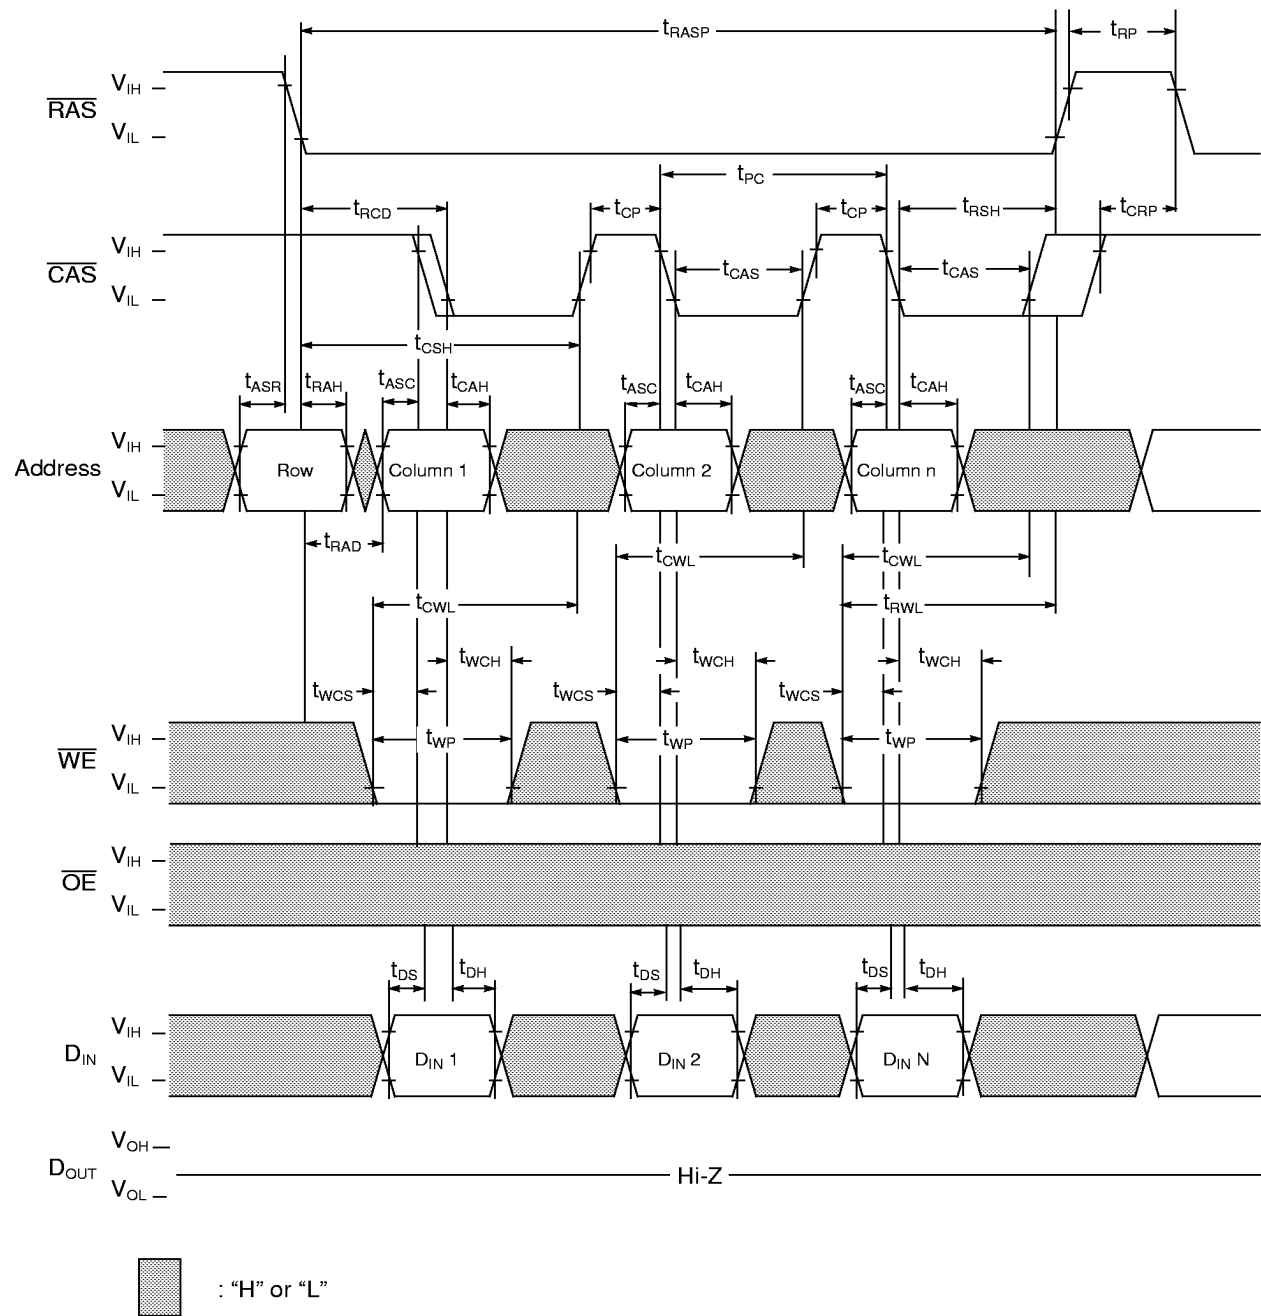 tRASP tRP
VIH
RAS
VIL
tPC
tRCD tCP tCP tRSH tCRP
VIH
CAS
VIL
tCAS tCAS
tCSH
tASR tRAH tASC tCAH tASC tCAH tASC tCAH
VIH
Address Row Column 1 Column 2 Column n
VIL
tRAD tCWL tCWL
tCWL tRWL
tWCH tWCH tWCH
tWCS tWCS tWCS
VIH
WE tWP tWP tWP
VIL
VIH
OE
VIL
tDS tDH tDS tDH tDS tDH
VIH
DIN DIN 1 DIN 2 DIN N
VIL
VOH
DOUT Hi-Z
VOL
: “H” or “L”